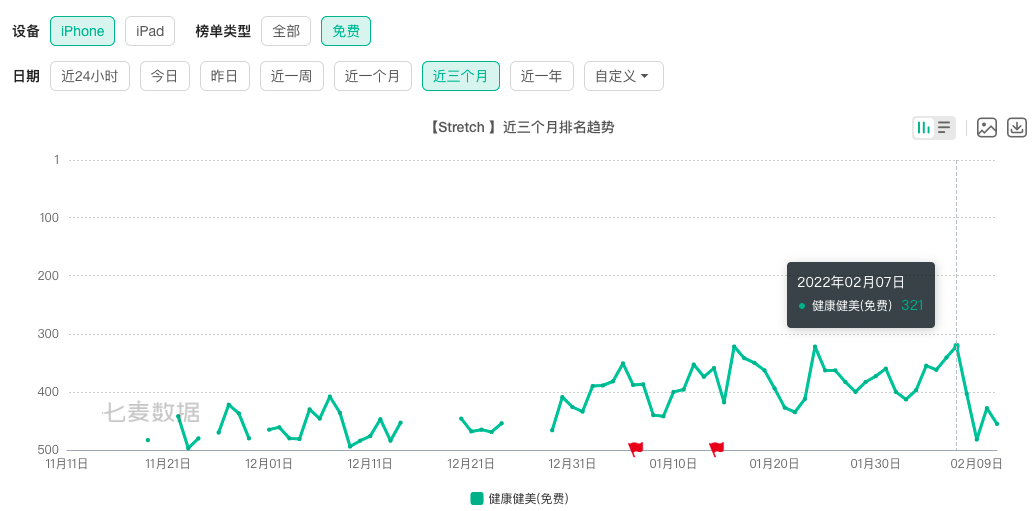 设备 iPhone iPad 榜单类型 全部 免费
日期 近24小时 今日 昨日 近一周 近一个月 近三个月 近一年 自定义
【Stretch 】近三个月排名趋势
1
100
200
2022年02月07日
健康健美(免费) 321
300
400
七麦数据
500
11月11日 11月21日 12月01日 12月11日 12月21日 12月31日 01月10日 01月20日 01月30日 02月09日
健康健美(免费)